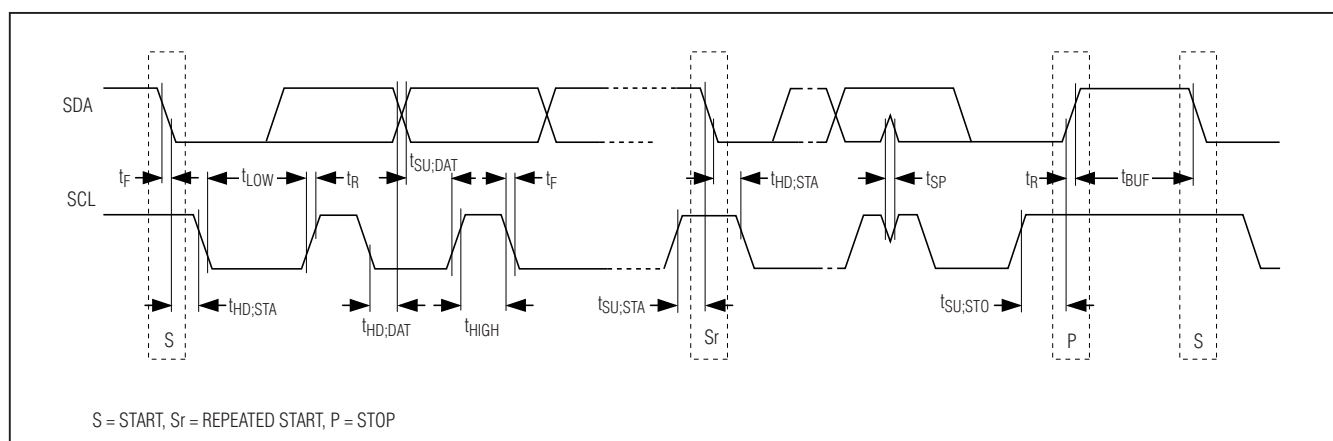 SDA
tSU;DAT
tF
tLOW
tR
tF
tHD;STA
tSP
tR
tBUF
SCL
tHD;STA
tHD;DAT
tHIGH
tSU;STA
tSU;STO
S
Sr
P
S
S = START, Sr = REPEATED START, P = STOP